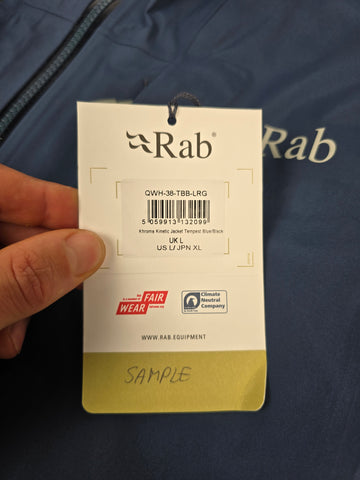 Rab®
Rab
QWH-38-TBB-LRG
5 059913 132099
Khroma Kinetic Jacket Tempest Blue/Black
UK L
US L/ JPN XL
FAIR
WEAR
Climate
Neutral
Company
WWW.RAB.EQUIPMENT
SAMPLE